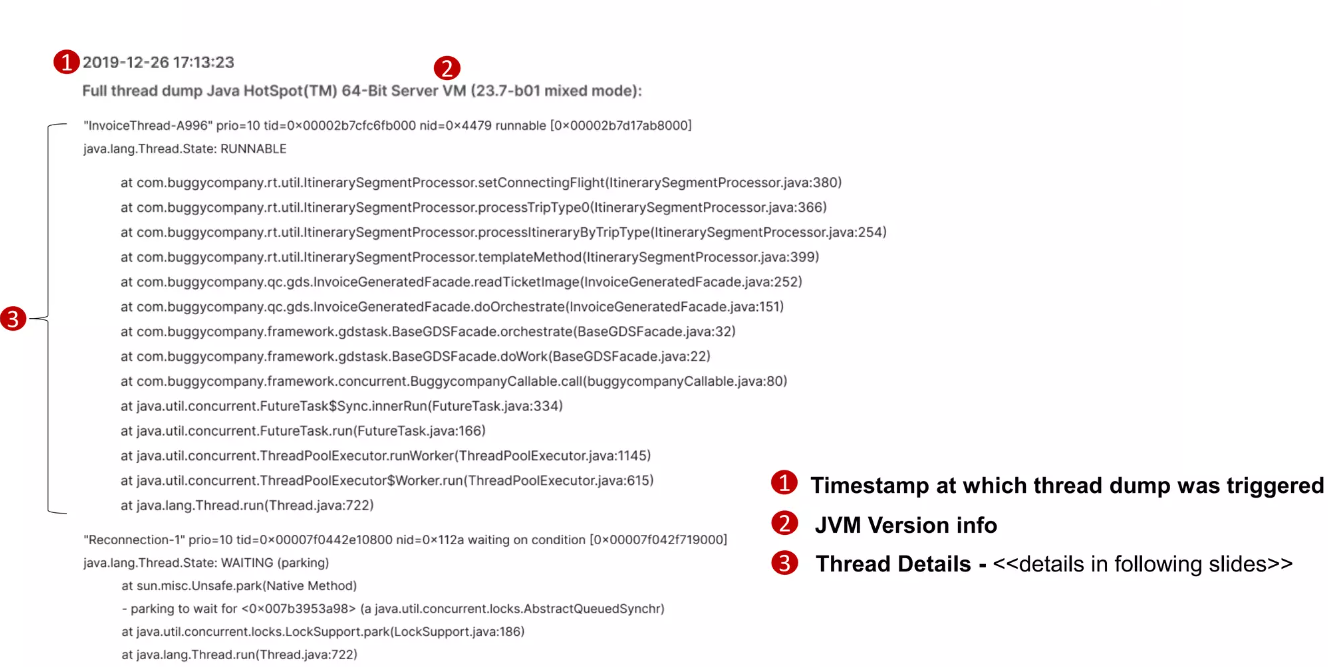 1 2019-12-26 17:13:23
2
Full thread dump Java HotSpot(TM) 64-Bit Server VM (23.7-b01 mixed mode):
"InvoiceThread-A996" prio=10 tid=0×00002b7cfc6fb000 nid=0×4479 runnable [0×00002b7d17ab8000]
java.lang.Thread.State: RUNNABLE
at com.buggycompany.rt.util.ItinerarySegmentProcessor.setConnectingFlight(ItinerarySegmentProcessor.java:380)
at com.buggycompany.rt.util.ItinerarySegmentProcessor.processTripType0(ItinerarySegmentProcessor.java:366)
at com.buggycompany.rt.util.ItinerarySegmentProcessor.processItineraryByTripType(ItinerarySegmentProcessor.java:254)
at com.buggycompany.rt.util.ItinerarySegmentProcessor.templateMethod(ItinerarySegmentProcessor.java:399)
at com.buggycompany.qc.gds.InvoiceGeneratedFacade.readTicketImage(InvoiceGeneratedFacade.java:252)
at com.buggycompany.qc.gds.InvoiceGeneratedFacade.doOrchestrate(InvoiceGeneratedFacade.java:151)
3
at com.buggycompany.framework.gdstask.BaseGDSFacade.orchestrate(BaseGDSFacade.java:32)
at com.buggycompany.framework.gdstask.BaseGDSFacade.doWork(BaseGDSFacade.java:22)
at com.buggycompany.framework.concurrent.BuggycompanyCallable.call(buggycompanyCallable.java:80)
at java.util.concurrent.FutureTask$Sync.innerRun(FutureTask.java:334)
at java.util.concurrent.FutureTask.run(FutureTask.java:166)
at java.util.concurrent.ThreadPoolExecutor.runWorker(ThreadPoolExecutor.java:1145)
at java.util.concurrent.ThreadPoolExecutor$Worker.run(ThreadPoolExecutor.java:615)
at java.lang.Thread.run(Thread.java:722)
"Reconnection-1" prio=10 tid=0×00007f0442e10800 nid=0×112a waiting on condition [0×00007f042f719000]
java.lang.Thread.State: WAITING (parking)
at sun.misc.Unsafe.park(Native Method)
- parking to wait for <0×007b3953a98> (a java.util.concurrent.locks.AbstractQueuedSynchr)
at java.util.concurrent.locks.LockSupport.park(LockSupport.java:186)
at java.lang.Thread.run(Thread.java:722)
1 Timestamp at which thread dump was triggered
2 JVM Version info
3 Thread Details - <<details in following slides>>